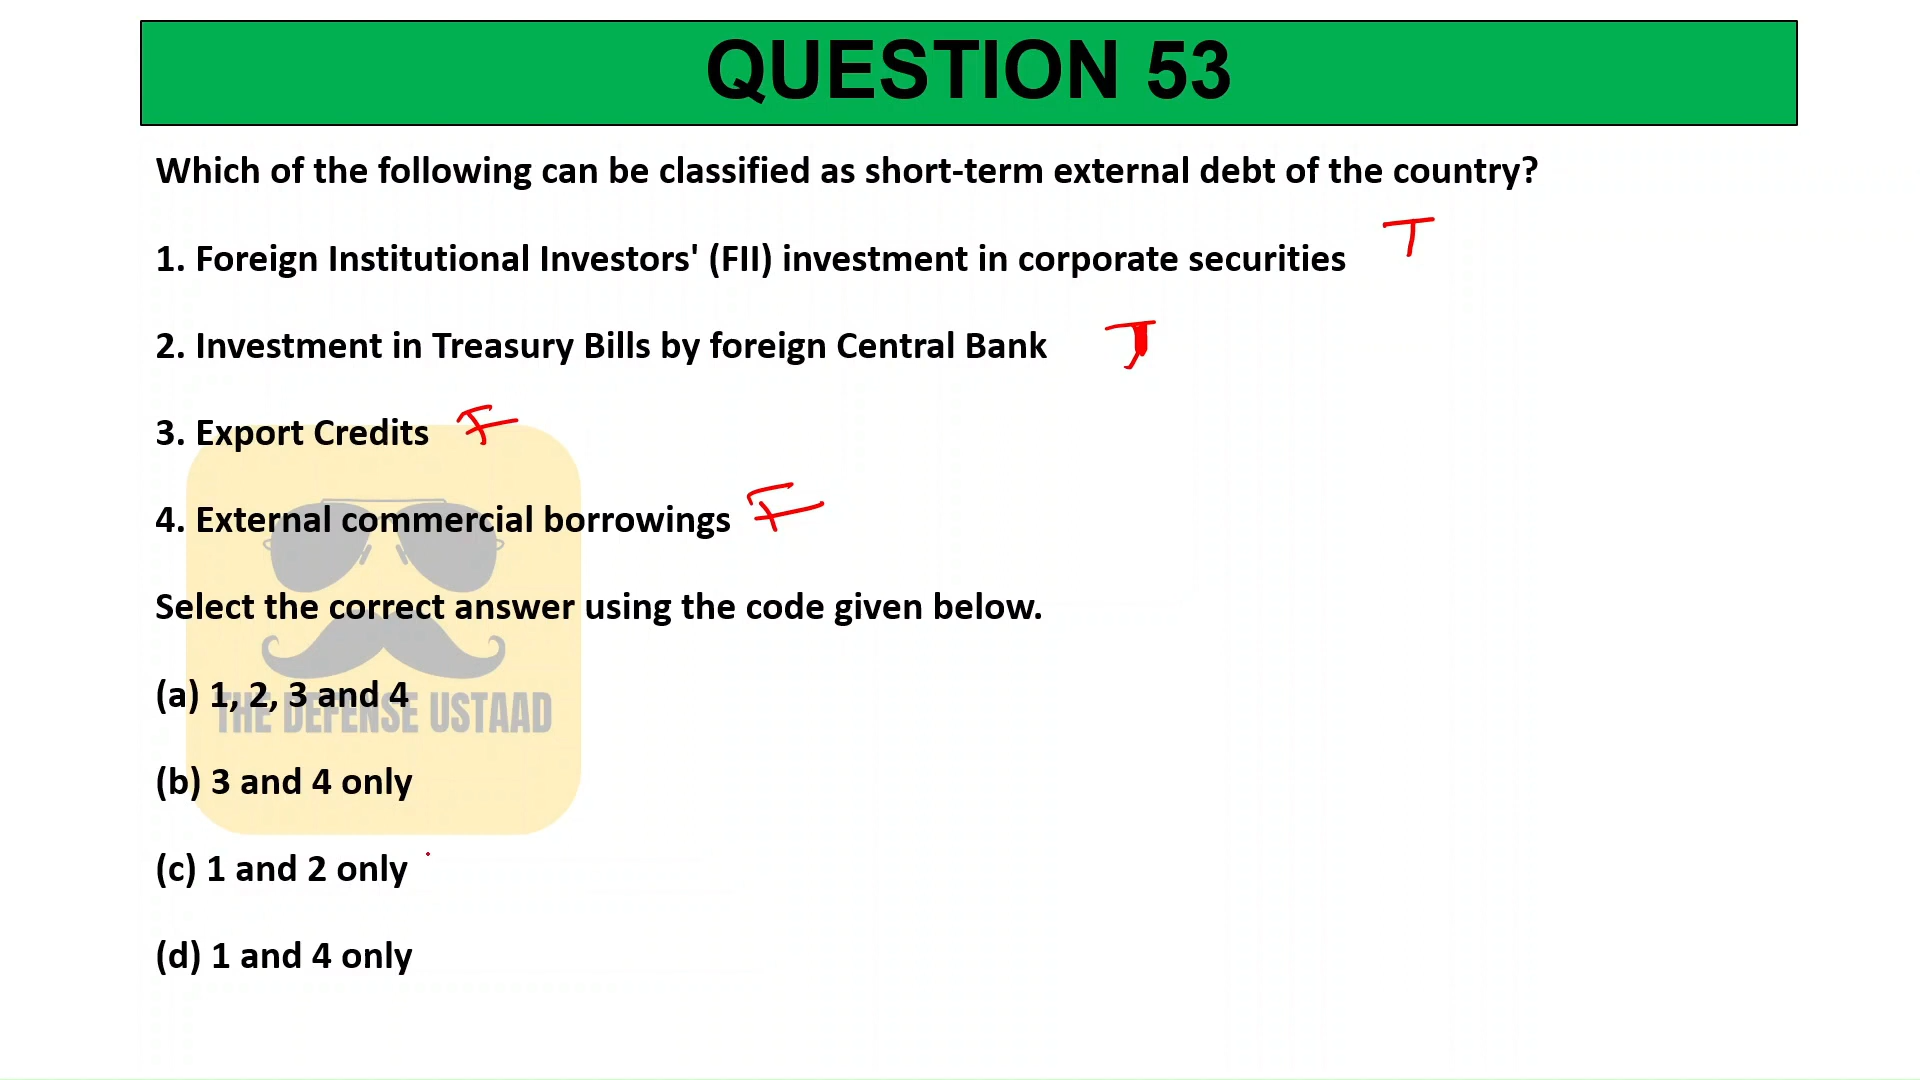 QUESTION 53
Which of the following can be classified as short-term external debt of the country?
1. Foreign Institutional Investors' (FII) investment in corporate securities T
2. Investment in Treasury Bills by foreign Central Bank T
3. Export Credits F
4. External commercial borrowings F
Select the correct answer using the code given below.
(a) 1, 2, 3 and 4
THE DEFENSE USTAAD
(b) 3 and 4 only
(c) 1 and 2 only
(d) 1 and 4 only